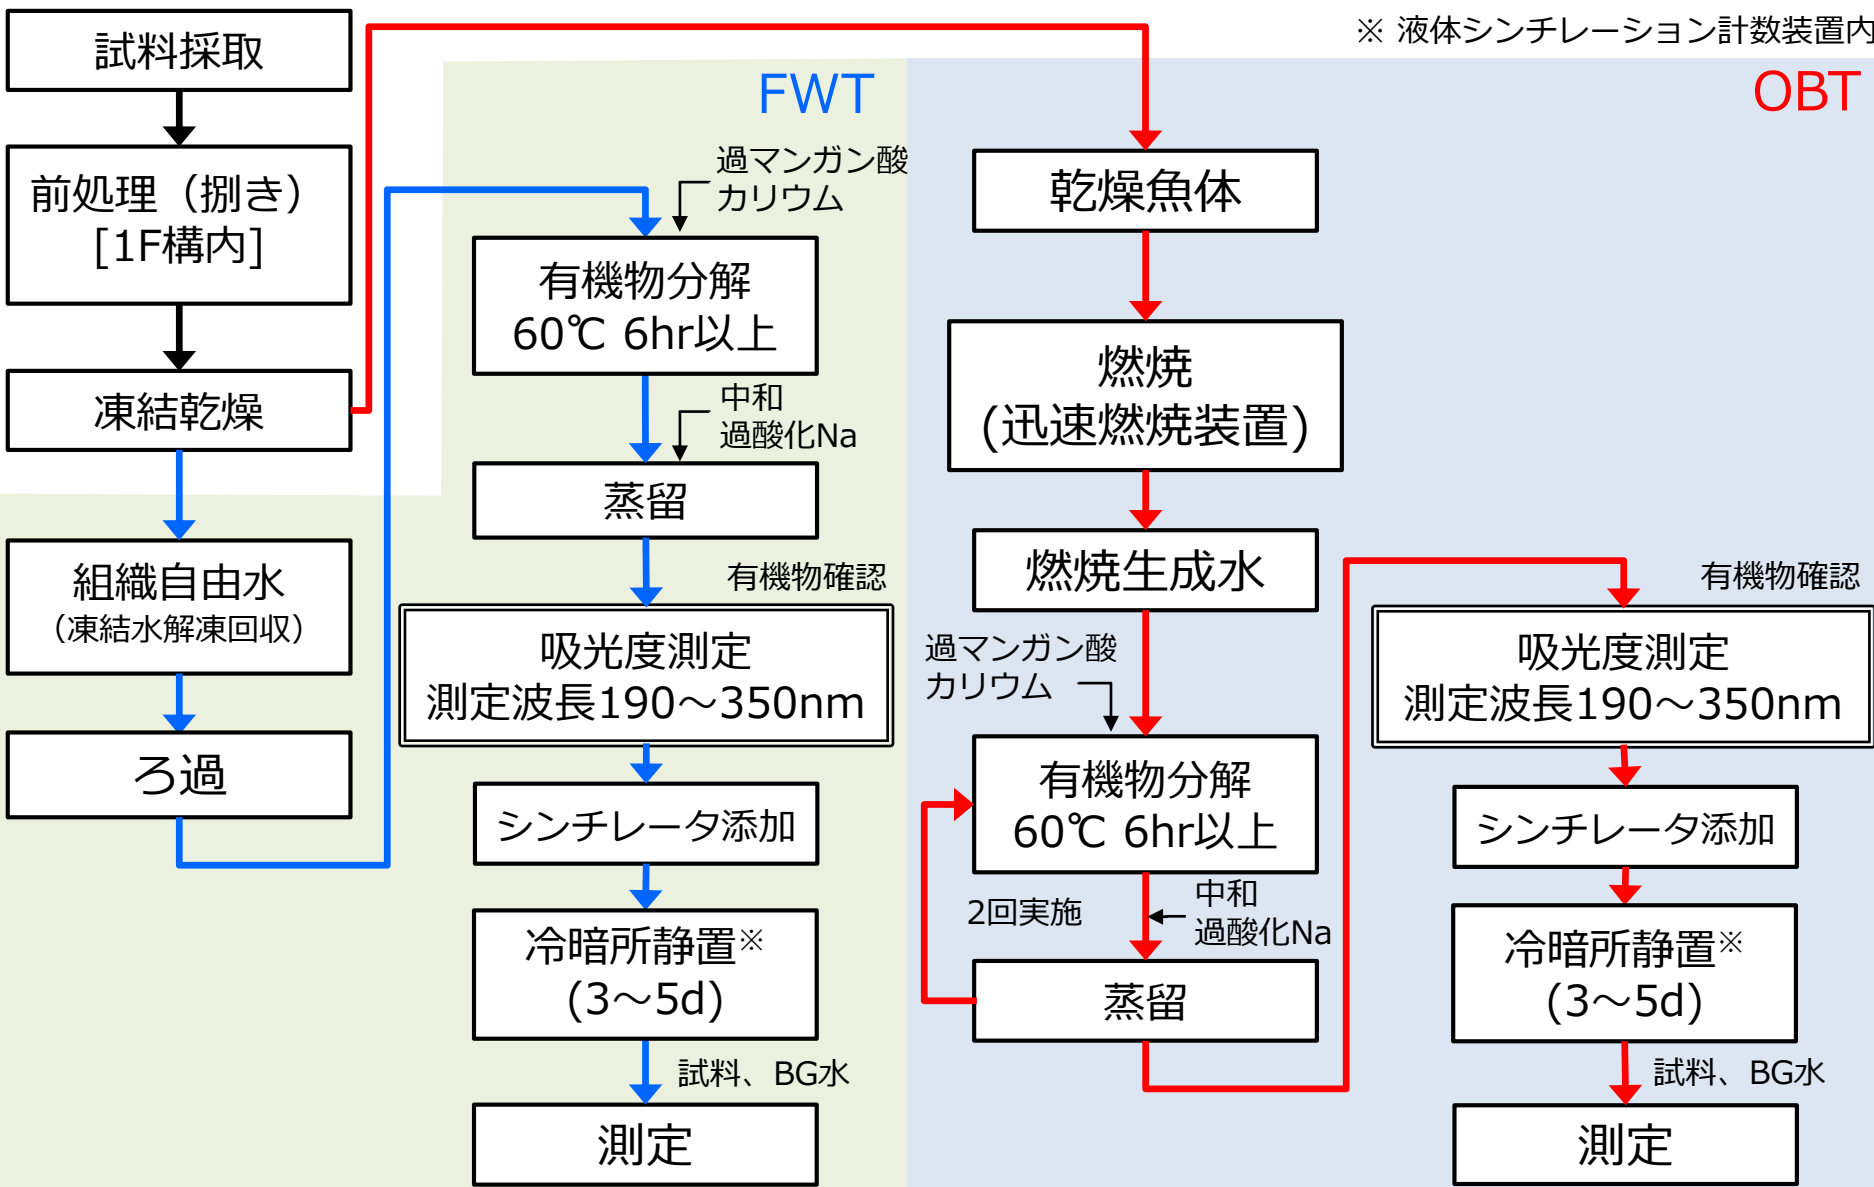 ※ 液体シンチレーション計数装置内
試料採取
前処理（捌き）
[1F構内]
凍結乾燥
組織自由水
（凍結水解凍回収）
ろ過
FWT
過マンガン酸
カリウム
有機物分解
60℃ 6hr以上
中和
過酸化Na
蒸留
有機物確認
吸光度測定
測定波長190～350nm
シンチレータ添加
冷暗所静置※
(3～5d)
試料、BG水
測定
OBT
乾燥魚体
燃焼
(迅速燃焼装置)
燃焼生成水
過マンガン酸
カリウム
有機物分解
60℃ 6hr以上
2回実施
中和
過酸化Na
蒸留
有機物確認
吸光度測定
測定波長190～350nm
シンチレータ添加
冷暗所静置※
(3～5d)
試料、BG水
測定